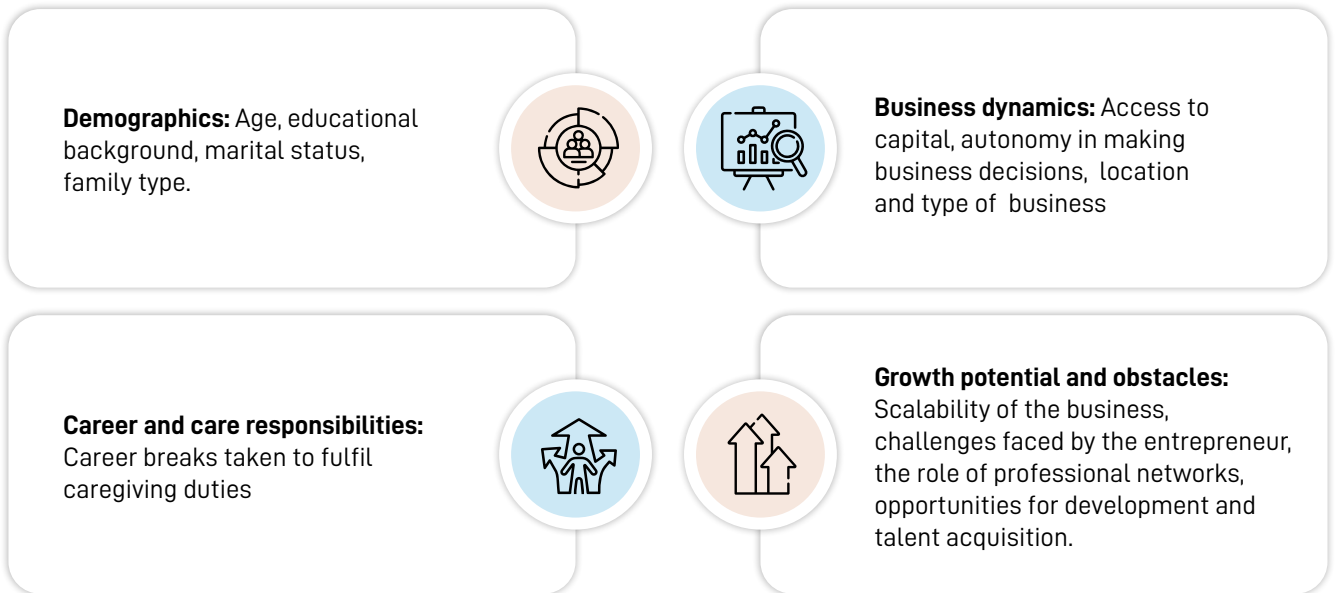 Demographics: Age, educational
background, marital status,
family type.
Business dynamics: Access to
capital, autonomy in making
business decisions,  location
and type of  business
Career and care responsibilities:
Career breaks taken to fulfil
caregiving duties
Growth potential and obstacles:
Scalability of the business,
challenges faced by the entrepreneur,
the role of professional networks,
opportunities for development and
talent acquisition.